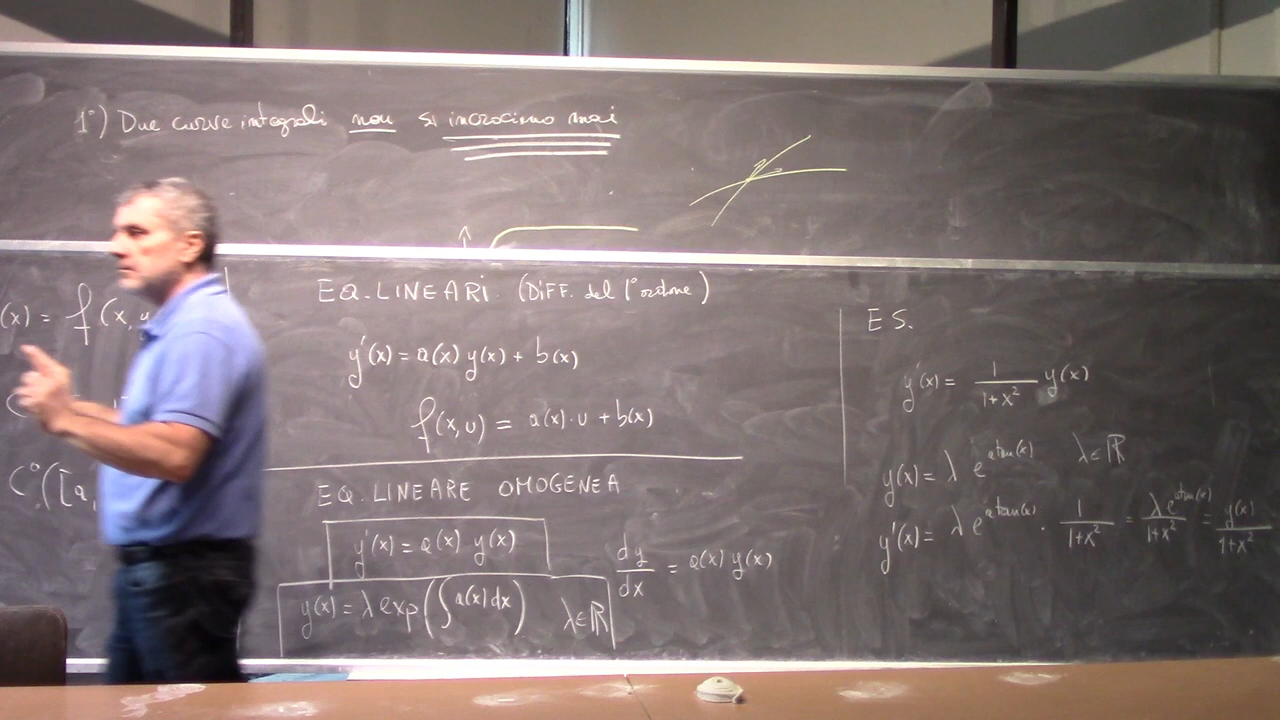 1°) Due curve integrali non si incrociano mai
(x) = f(x, u
C°([a,
EQ. LINEARI (DIFF. del 1° ordine)
y'(x) = a(x) y(x) + b(x)
f(x,u) = a(x)·u + b(x)
EQ. LINEARE OMOGENEA
y'(x) = a(x) y(x)
dy/dx = a(x) y(x)
y(x) = λ exp(∫a(x)dx) λ∈ℝ
ES.
y'(x) = 1/(1+x²) y(x)
y(x) = λ e^{atan(x)} λ∈ℝ
y'(x) = λ e^{atan(x)} · 1/(1+x²) = λe^{atan(x)}/(1+x²) = y(x)/(1+x²)